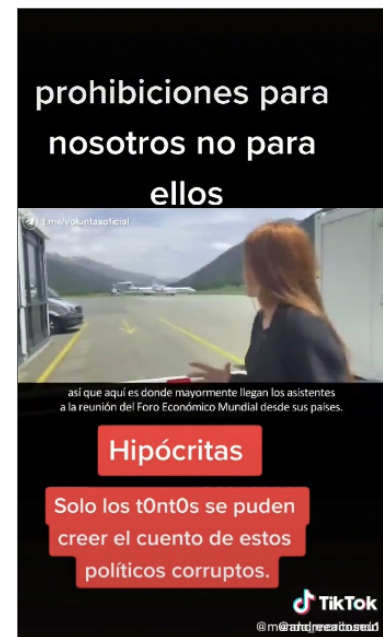 prohibiciones para
nosotros no para
ellos
t.me/voluntasoficial
así que aquí es donde mayormente llegan los asistentes
a la reunión del Foro Económico Mundial desde sus países.
Hipócritas
Solo los t0nt0s se puden
creer el cuento de estos
políticos corruptos.
TikTok